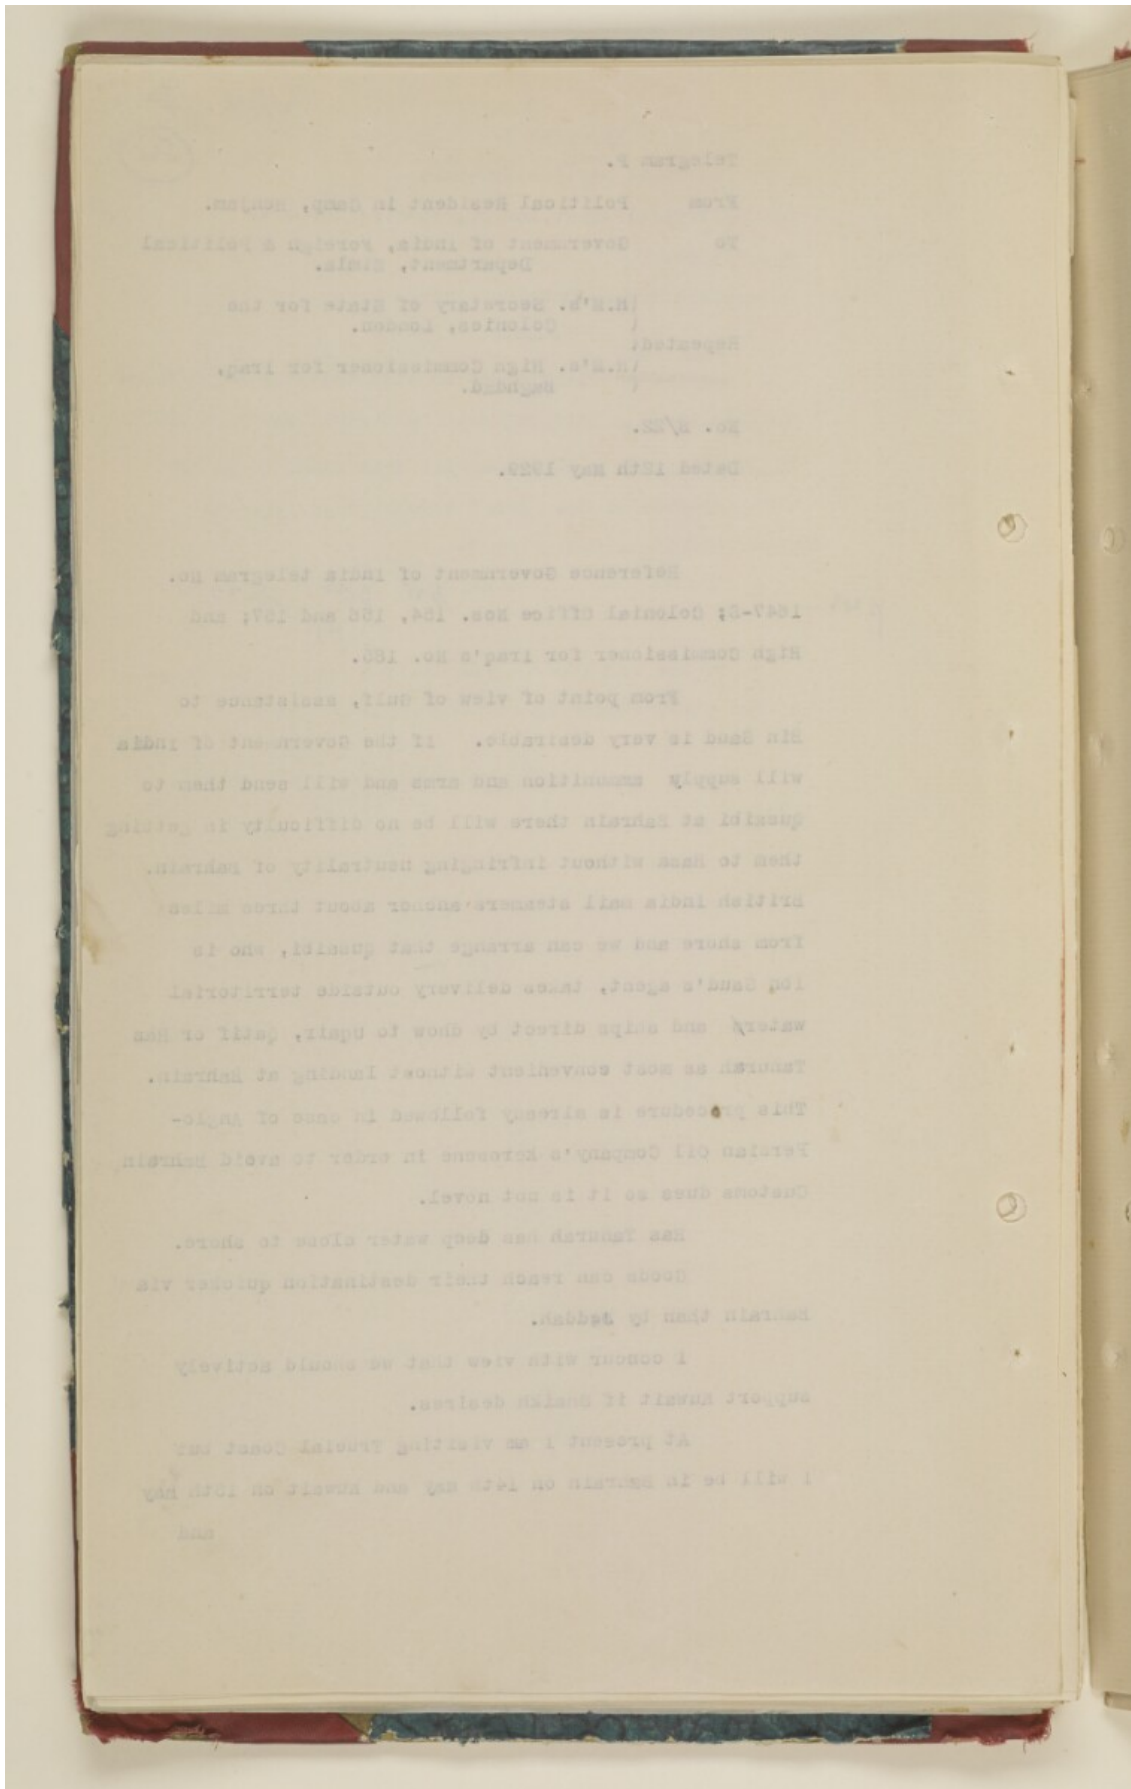 Telegram P.
From Political Resident in Camp, Henjam.
To Government of India, Foreign & Political
Department, Simla.
(H.M's. Secretary of State for the
( Colonies, London.
Repeated(
(H.M's. High Commissioner for Iraq,
( Baghdad.
No. T/22.
Dated 12th May 1929.
Reference Government of India telegram No.
1647-S; Colonial Office Nos. 154, 156 and 157; and
High Commissioner for Iraq's No. 186.
From point of view of Gulf, assistance to
Bin Saud is very desirable. If the Government of India
will supply ammunition and arms and will send them to
Qusaibi at Bahrain there will be no difficulty in getting
them to Hasa without infringing neutrality of Bahrain.
British India mail steamers anchor about three miles
from shore and we can arrange that Qusaibi, who is
Ibn Saud's agent, takes delivery outside territorial
waters and ships direct by dhow to Uqair, Qatif or Ras
Tanurah as most convenient without landing at Bahrain.
This procedure is already followed in case of Anglo-
Persian Oil Company's kerosene in order to avoid Bahrain
Customs dues so it is not novel.
Ras Tanurah has deep water close to shore.
Goods can reach their destination quicker via
Bahrain than by Jeddah.
I concur with view that we should actively
support Kuwait if Shaikh desires.
At present I am visiting Trucial Coast but
I will be in Bahrain on 14th May and Kuwait on 15th May
and